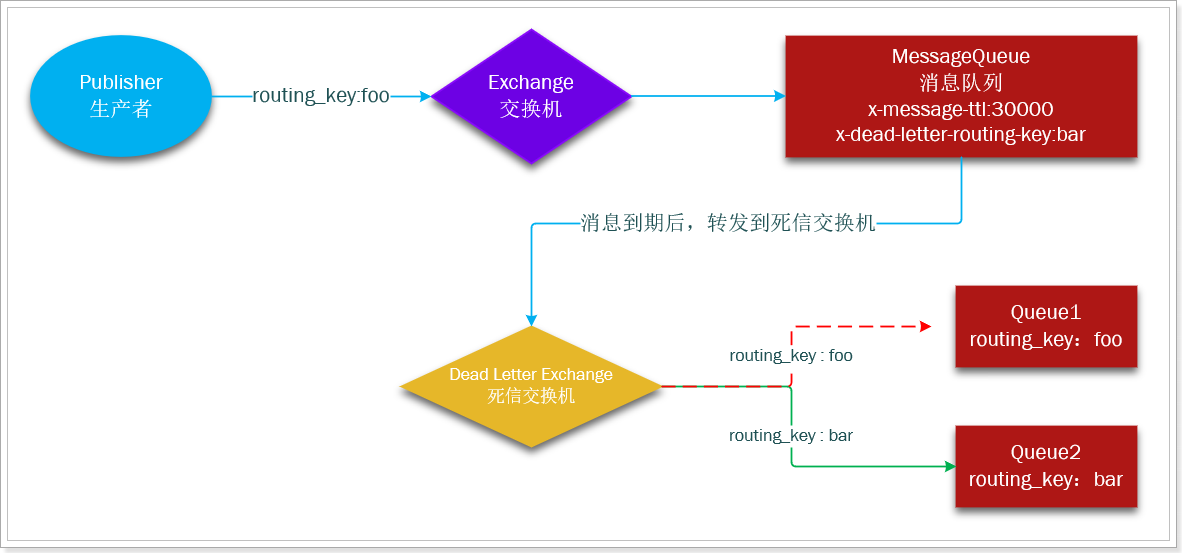 Publisher
生产者
routing_key:foo
Exchange
交换机
MessageQueue
消息队列
x-message-ttl:30000
x-dead-letter-routing-key:bar
消息到期后，转发到死信交换机
Dead Letter Exchange
死信交换机
routing_key : foo
routing_key : bar
Queue1
routing_key：foo
Queue2
routing_key：bar